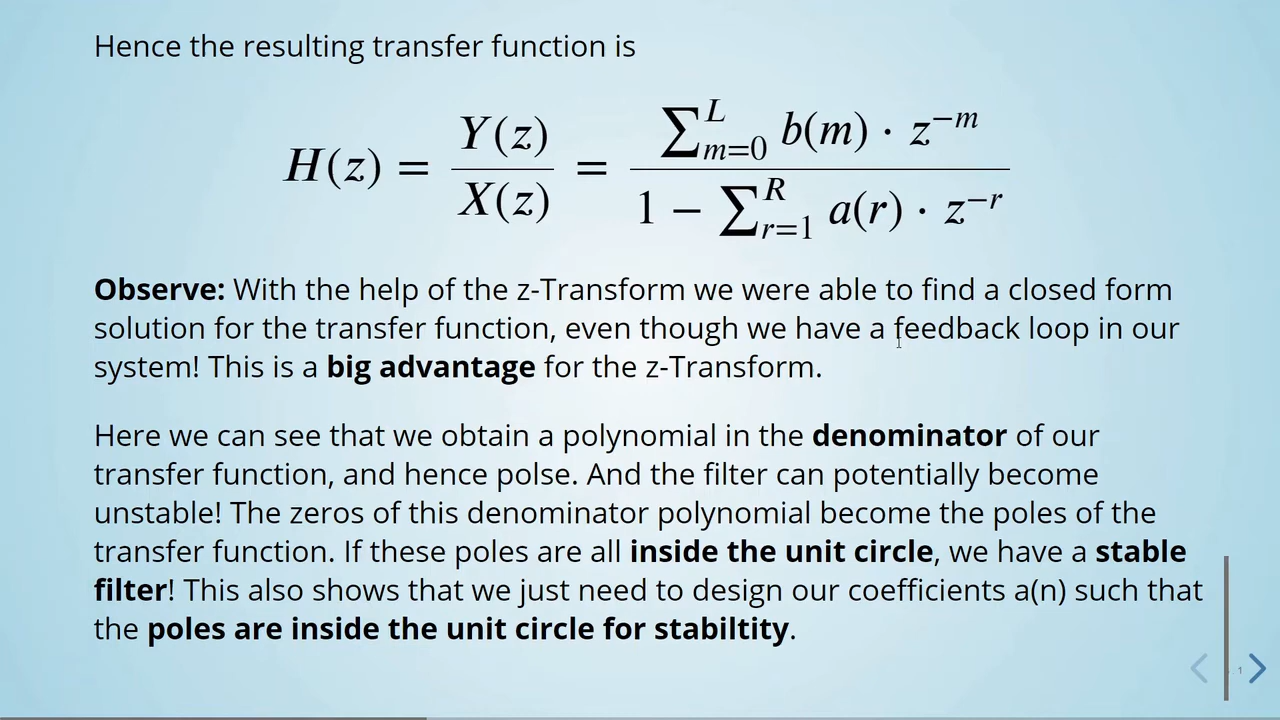 Hence the resulting transfer function is
H(z) = Y(z)/X(z) = ∑_{m=0}^{L} b(m) · z^{−m} / 1 − ∑_{r=1}^{R} a(r) · z^{−r}
Observe: With the help of the z-Transform we were able to find a closed form
solution for the transfer function, even though we have a feedback loop in our
system! This is a big advantage for the z-Transform.
Here we can see that we obtain a polynomial in the denominator of our
transfer function, and hence polse. And the filter can potentially become
unstable! The zeros of this denominator polynomial become the poles of the
transfer function. If these poles are all inside the unit circle, we have a stable
filter! This also shows that we just need to design our coefficients a(n) such that
the poles are inside the unit circle for stabiltity.